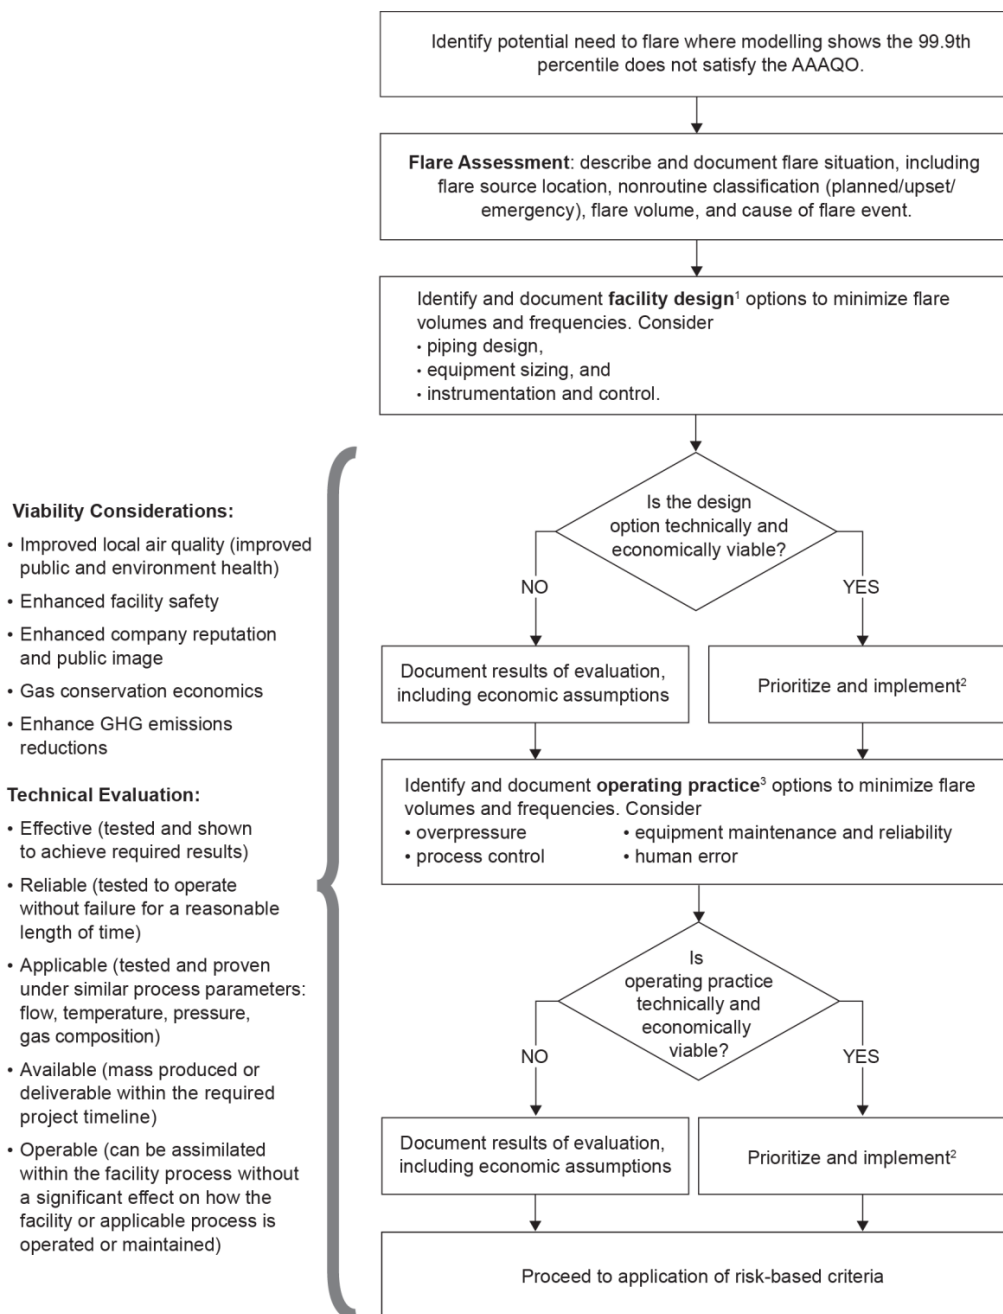 Identify potential need to flare where modelling shows the 99.9th
percentile does not satisfy the AAAQO.
Flare Assessment: describe and document flare situation, including
flare source location, nonroutine classification (planned/upset/
emergency), flare volume, and cause of flare event.
Identify and document facility design¹ options to minimize flare
volumes and frequencies. Consider
• piping design,
• equipment sizing, and
• instrumentation and control.
Is the design
option technically and
economically viable?
NO
YES
Document results of evaluation,
including economic assumptions
Prioritize and implement²
Identify and document operating practice³ options to minimize flare
volumes and frequencies. Consider
• overpressure
• equipment maintenance and reliability
• process control
• human error
Is
operating practice
technically and
economically
viable?
NO
YES
Document results of evaluation,
including economic assumptions
Prioritize and implement²
Proceed to application of risk-based criteria
Viability Considerations:
• Improved local air quality (improved
public and environment health)
• Enhanced facility safety
• Enhanced company reputation
and public image
• Gas conservation economics
• Enhance GHG emissions
reductions
Technical Evaluation:
• Effective (tested and shown
to achieve required results)
• Reliable (tested to operate
without failure for a reasonable
length of time)
• Applicable (tested and proven
under similar process parameters:
flow, temperature, pressure,
gas composition)
• Available (mass produced or
deliverable within the required
project timeline)
• Operable (can be assimilated
within the facility process without
a significant effect on how the
facility or applicable process is
operated or maintained)